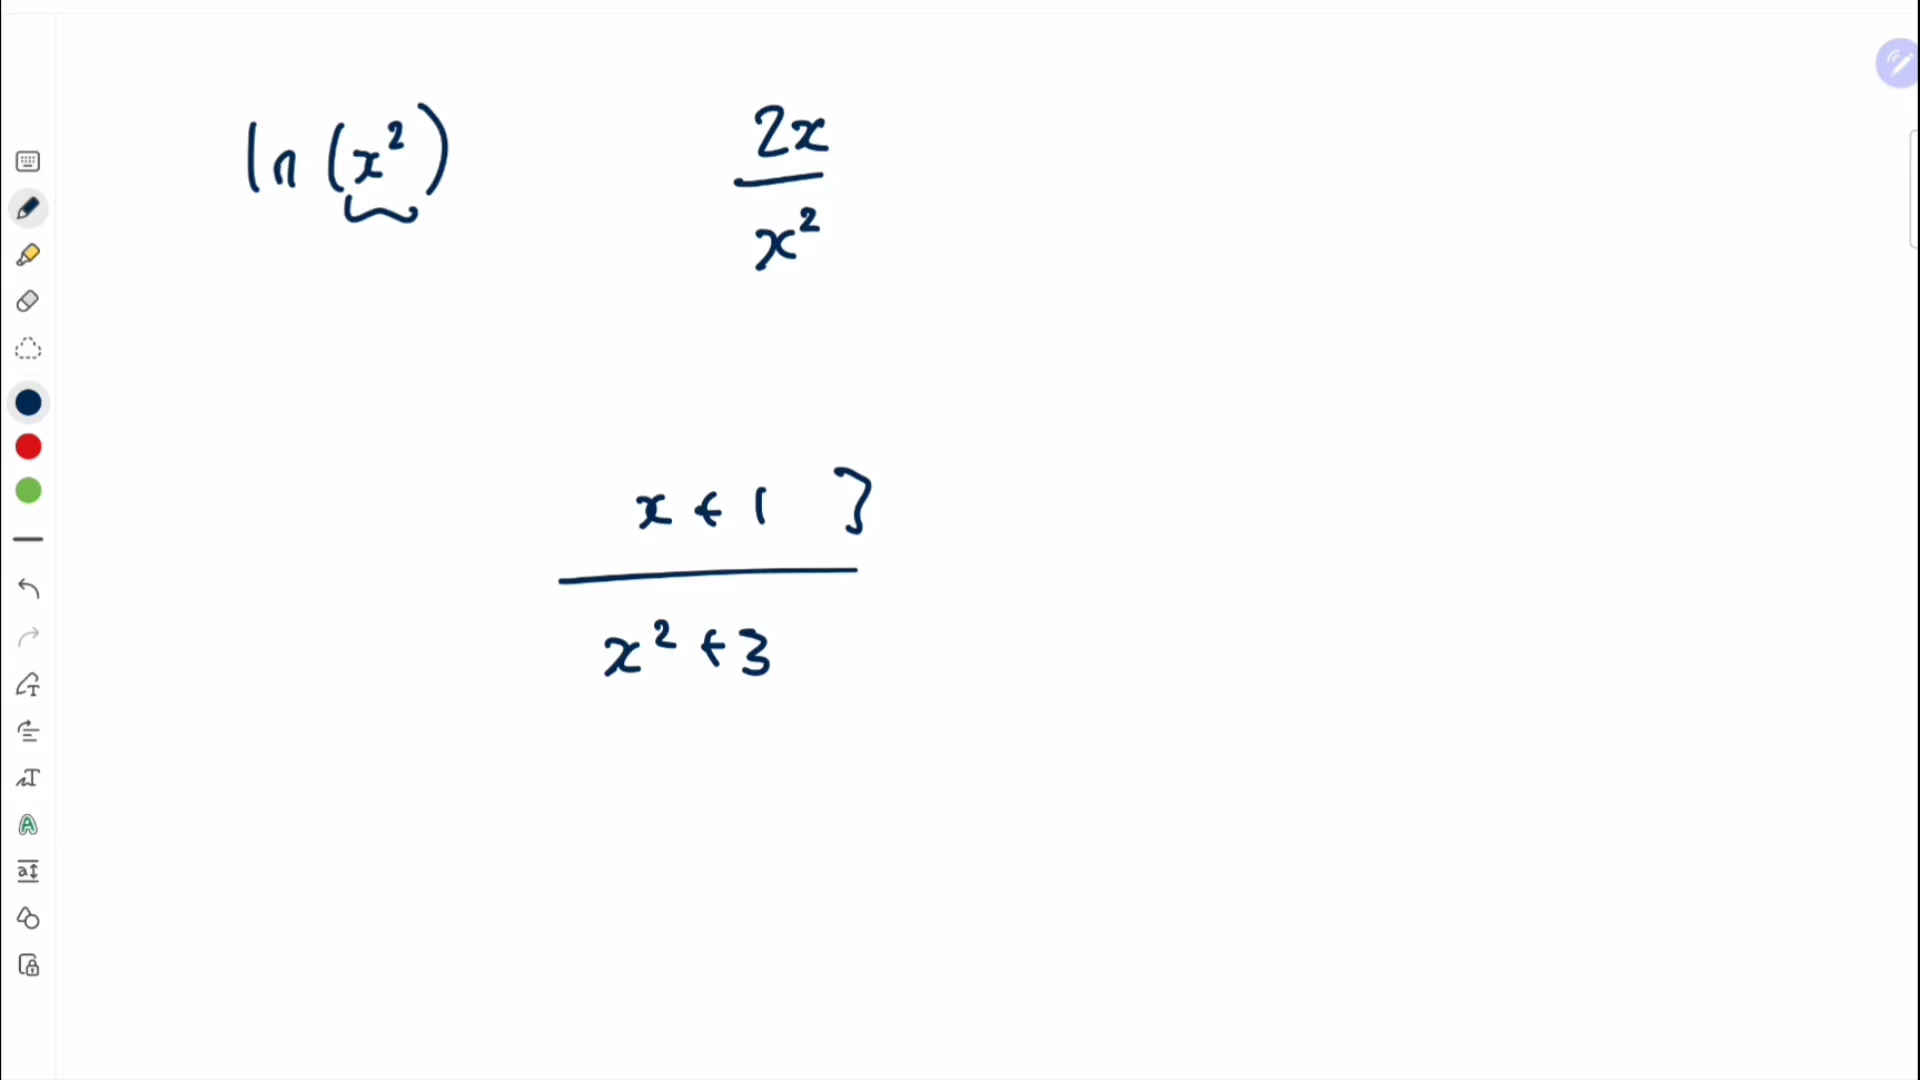 ln (x²)
2x
x²
x + 1 }
x² + 3